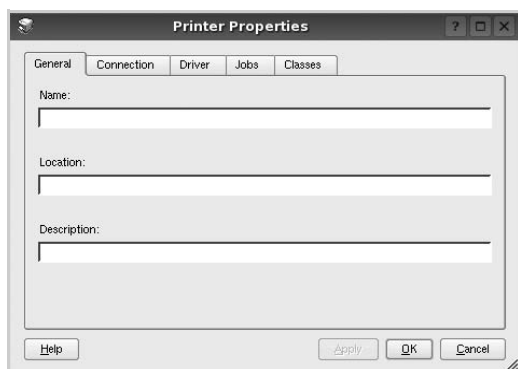 Printer Properties
General Connection Driver Jobs Classes
Name:
Location:
Description:
Help Apply OK Cancel